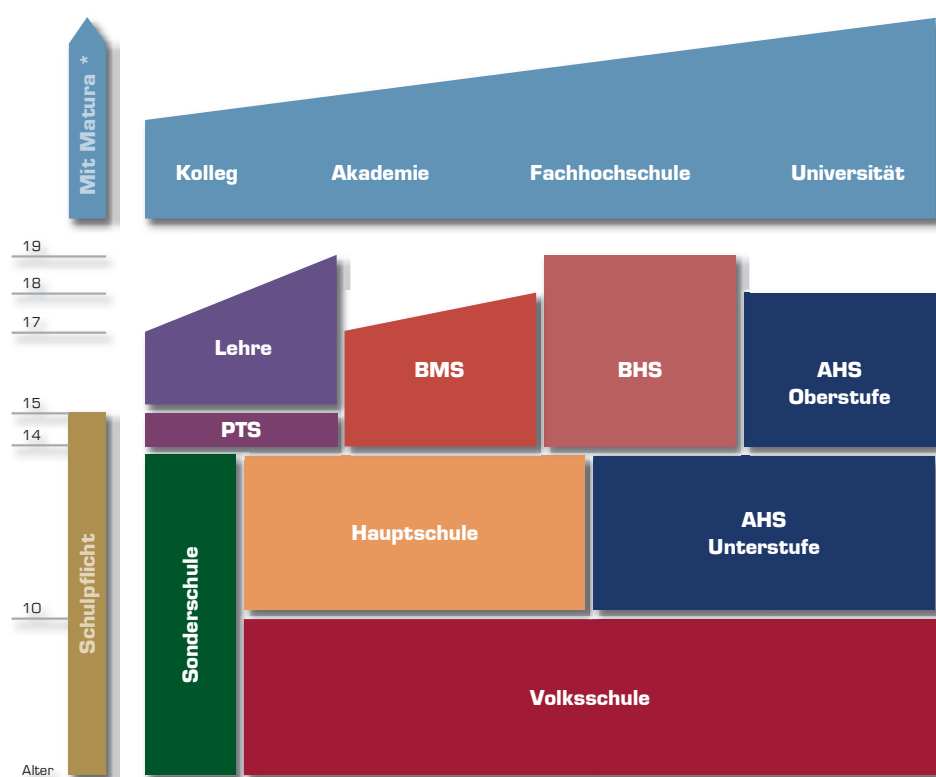 Mit Matura *
Kolleg
Akademie
Fachhochschule
Universität
19
18
17
15
14
10
Alter
Schulpflicht
Lehre
BMS
BHS
AHS
Oberstufe
PTS
Sonderschule
Hauptschule
AHS
Unterstufe
Volksschule